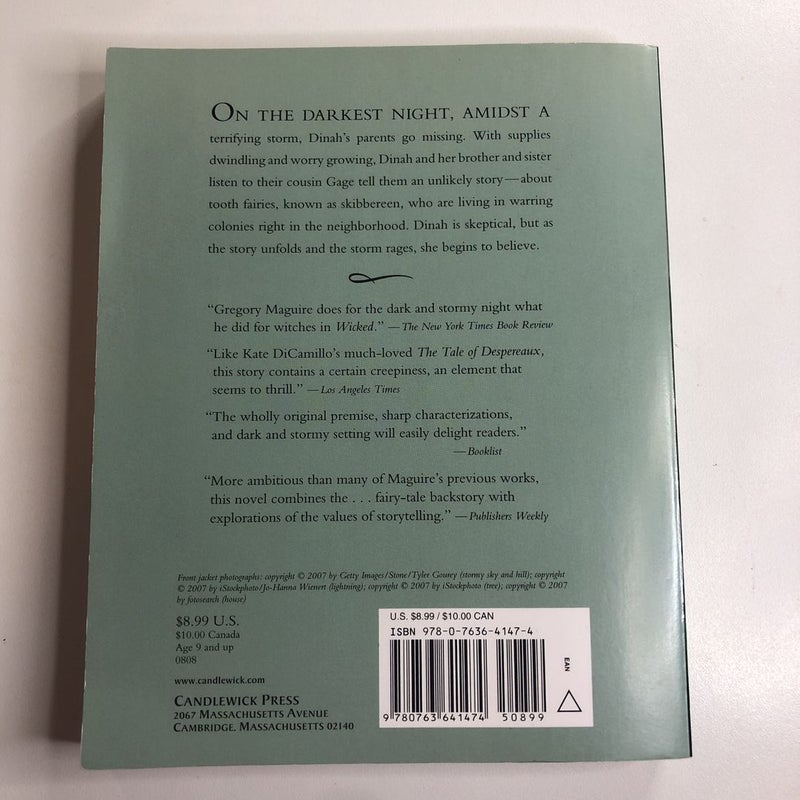 ON THE DARKEST NIGHT, AMIDST A
terrifying storm, Dinah's parents go missing. With supplies
dwindling and worry growing, Dinah and her brother and sister
listen to their cousin Gage tell them an unlikely story—about
tooth fairies, known as skibbereen, who are living in warring
colonies right in the neighborhood. Dinah is skeptical, but as
the story unfolds and the storm rages, she begins to believe.
“Gregory Maguire does for the dark and stormy night what
he did for witches in Wicked.” —The New York Times Book Review
“Like Kate DiCamillo's much-loved The Tale of Despereaux,
this story contains a certain creepiness, an element that
seems to thrill.” —Los Angeles Times
“The wholly original premise, sharp characterizations,
and dark and stormy setting will easily delight readers.”
—Booklist
“More ambitious than many of Maguire's previous works,
this novel combines the . . . fairy-tale backstory with
explorations of the values of storytelling.” —Publishers Weekly
Front jacket photographs: copyright © 2007 by Getty Images/Stone/Tyler Gourey (stormy sky and hill); copyright
© 2007 by iStockphoto/Jo-Hanna Wienert (lightning); copyright © 2007 by iStockphoto (tree); copyright © 2007
by fotosearch (house)
$8.99 U.S.
$10.00 Canada
Age 9 and up
0808
www.candlewick.com
CANDLEWICK PRESS
2067 MASSACHUSETTS AVENUE
CAMBRIDGE, MASSACHUSETTS 02140
U.S. $8.99 / $10.00 CAN
ISBN 978-0-7636-4147-4
EAN
9 780763 641474 50899